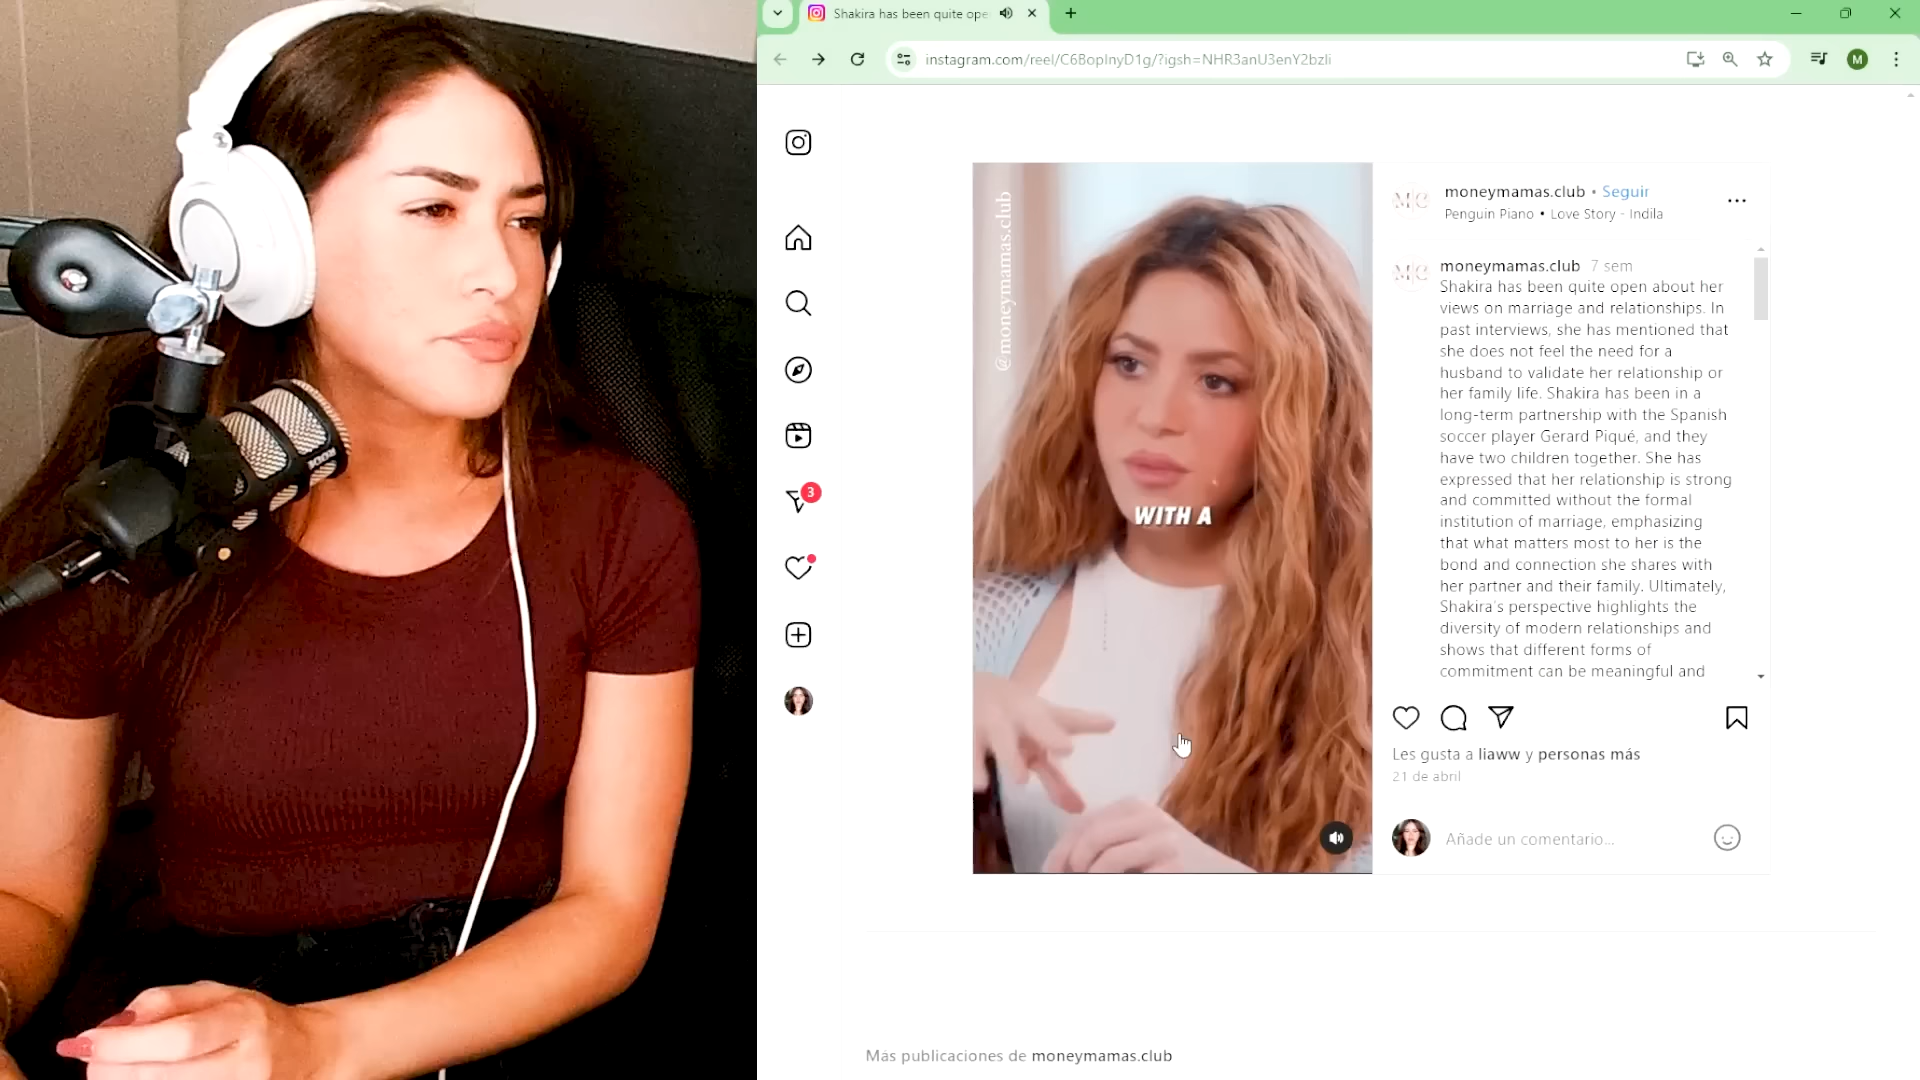 Shakira has been quite ope
instagram.com/reel/C6BopInyD1g/?igsh=NHR3anU3enY2bzli
M
3
@moneymamas.club
WITH A
moneymamas.club • Seguir
Penguin Piano • Love Story - Indila
moneymamas.club 7 sem
Shakira has been quite open about her
views on marriage and relationships. In
past interviews, she has mentioned that
she does not feel the need for a
husband to validate her relationship or
her family life. Shakira has been in a
long-term partnership with the Spanish
soccer player Gerard Piqué, and they
have two children together. She has
expressed that her relationship is strong
and committed without the formal
institution of marriage, emphasizing
that what matters most to her is the
bond and connection she shares with
her partner and their family. Ultimately,
Shakira's perspective highlights the
diversity of modern relationships and
shows that different forms of
commitment can be meaningful and
Les gusta a liaww y personas más
21 de abril
Añade un comentario...
Más publicaciones de moneymamas.club